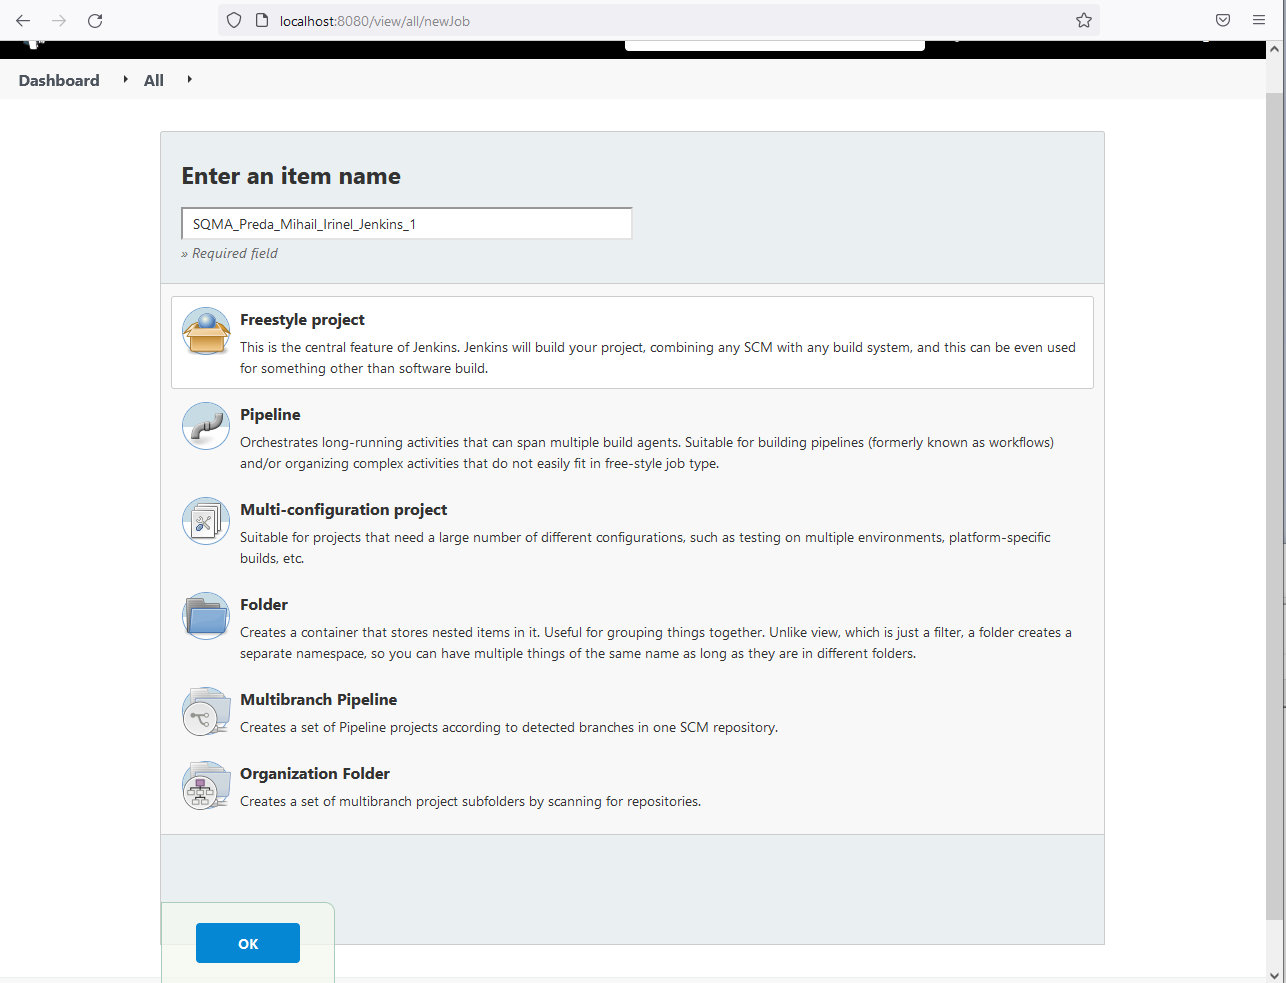 localhost:8080/view/all/newJob
Dashboard All
Enter an item name
SQMA_Preda_Mihail_Irinel_Jenkins_1
» Required field
Freestyle project
This is the central feature of Jenkins. Jenkins will build your project, combining any SCM with any build system, and this can be even used
for something other than software build.
Pipeline
Orchestrates long-running activities that can span multiple build agents. Suitable for building pipelines (formerly known as workflows)
and/or organizing complex activities that do not easily fit in free-style job type.
Multi-configuration project
Suitable for projects that need a large number of different configurations, such as testing on multiple environments, platform-specific
builds, etc.
Folder
Creates a container that stores nested items in it. Useful for grouping things together. Unlike view, which is just a filter, a folder creates a
separate namespace, so you can have multiple things of the same name as long as they are in different folders.
Multibranch Pipeline
Creates a set of Pipeline projects according to detected branches in one SCM repository.
Organization Folder
Creates a set of multibranch project subfolders by scanning for repositories.
OK